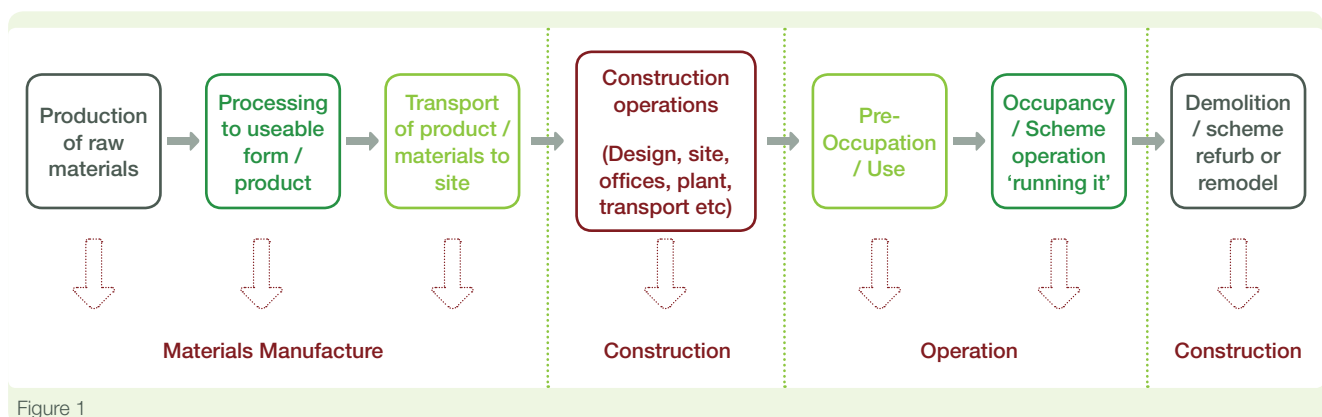 Production
of raw
materials
Processing
to useable
form /
product
Transport
of product /
materials to
site
Construction
operations
(Design, site,
offices, plant,
transport etc)
Pre-
Occupation
/ Use
Occupancy
/ Scheme
operation
‘running it’
Demolition
/ scheme
refurb or
remodel
Materials Manufacture
Construction
Operation
Construction
Figure 1